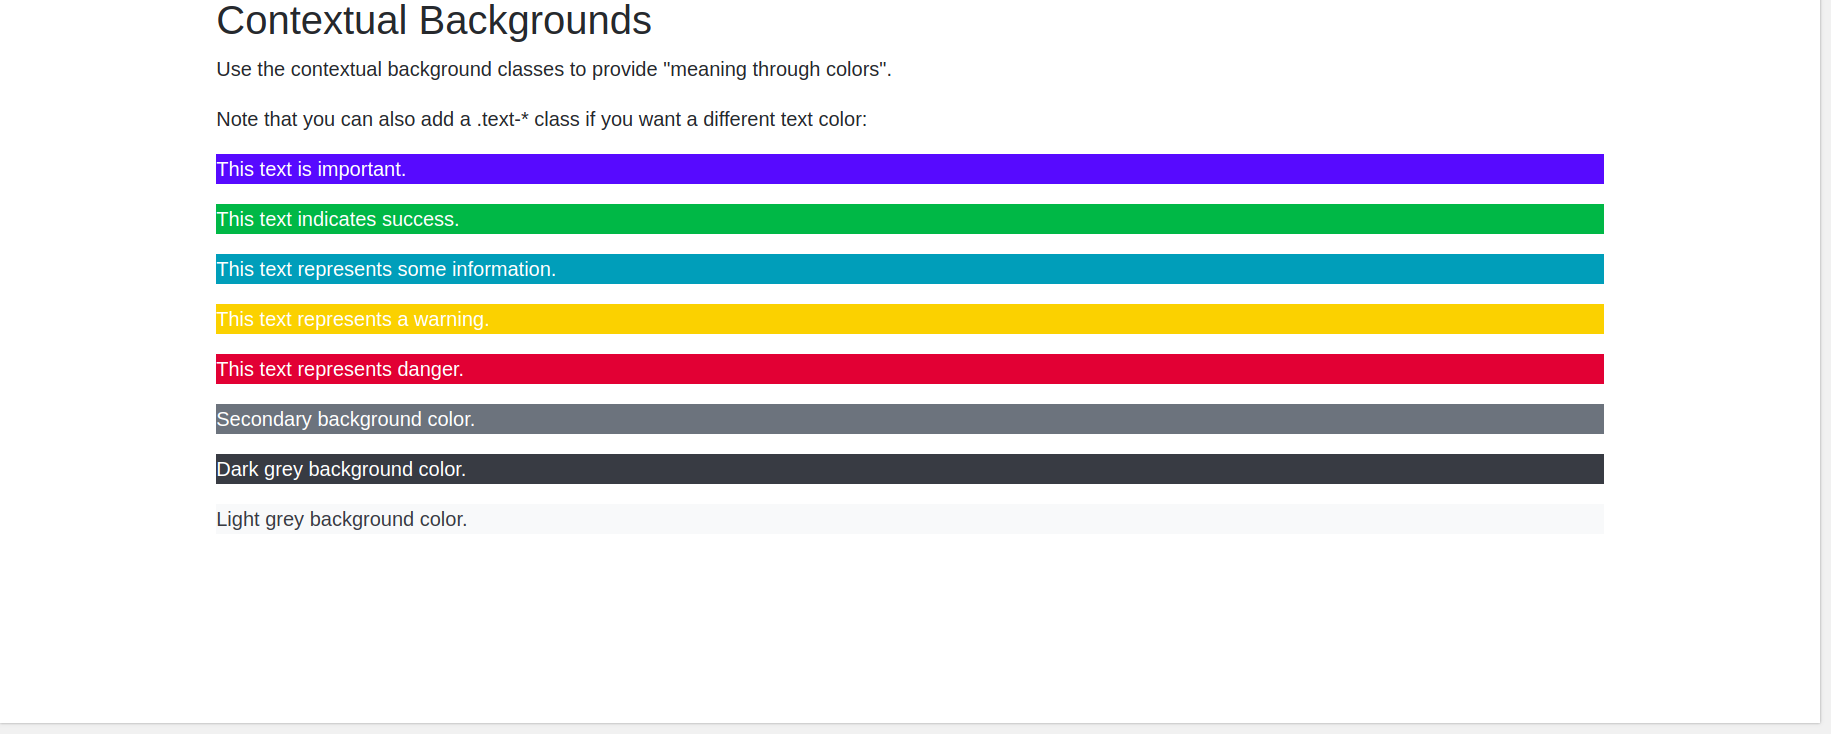 Contextual Backgrounds
Use the contextual background classes to provide "meaning through colors".
Note that you can also add a .text-* class if you want a different text color:
This text is important.
This text indicates success.
This text represents some information.
This text represents a warning.
This text represents danger.
Secondary background color.
Dark grey background color.
Light grey background color.